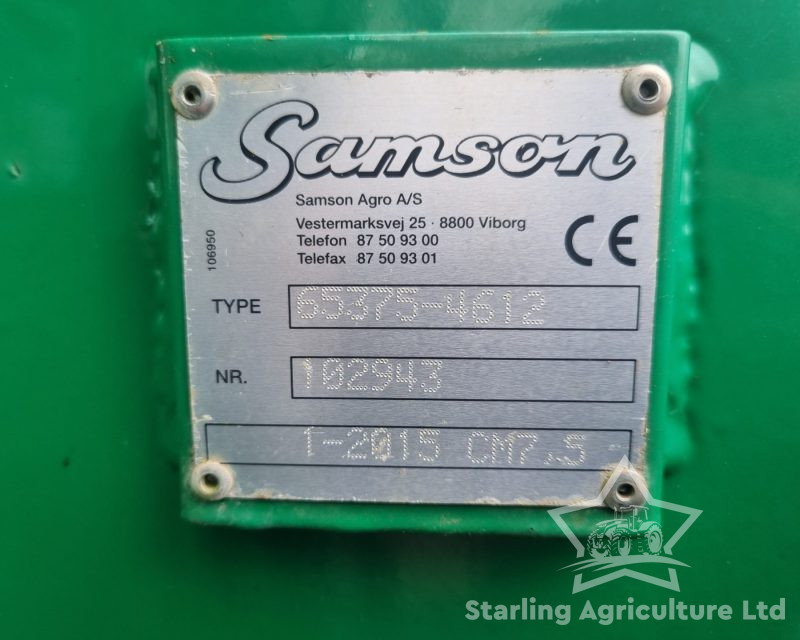 Samson
Samson Agro A/S
Vestermarksvej 25 · 8800 Viborg
Telefon 87 50 93 00
Telefax 87 50 93 01
CE
106950
TYPE 65375-4612
NR. 102943
1-2015 CM7.5
Starling Agriculture Ltd